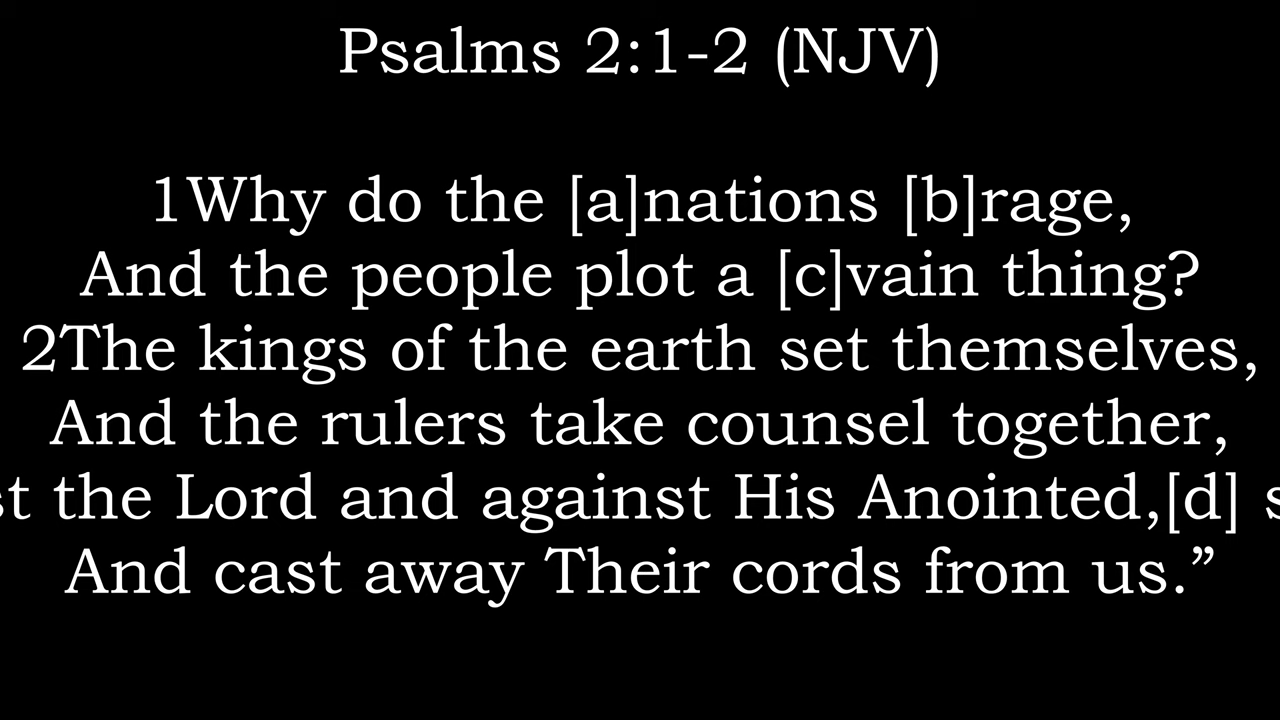 Psalms 2:1-2 (NJV)
1Why do the [a]nations [b]rage,
And the people plot a [c]vain thing?
2The kings of the earth set themselves,
And the rulers take counsel together,
the Lord and against His Anointed,[d]
And cast away Their cords from us.”